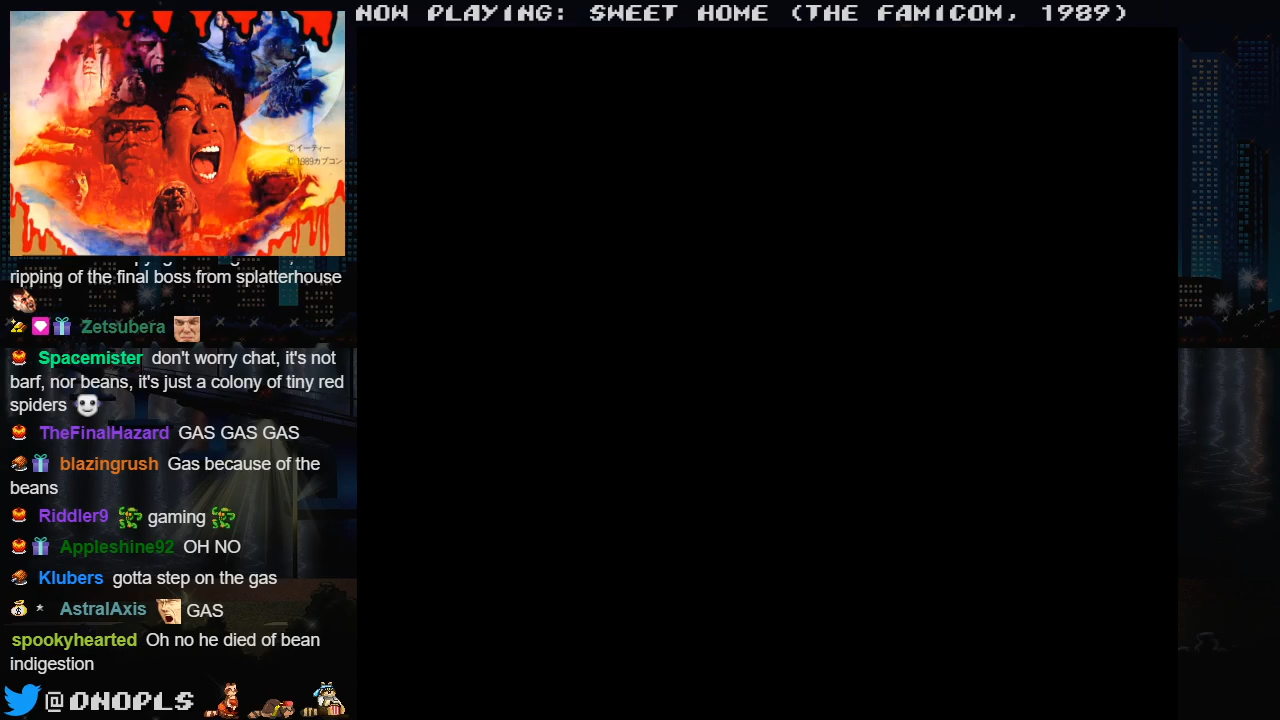 NOW PLAYING: SWEET HOME (THE FAMICOM, 1989)
© イーティー
© 1989カプコン
ripping of the final boss from splatterhouse
Zetsubera
Spacemister don't worry chat, it's not
barf, nor beans, it's just a colony of tiny red
spiders
TheFinalHazard GAS GAS GAS
blazingrush Gas because of the
beans
Riddler9 gaming
Appleshine92 OH NO
Klubers gotta step on the gas
AstralAxis GAS
spookyhearted Oh no he died of bean
indigestion
@DNOPLS